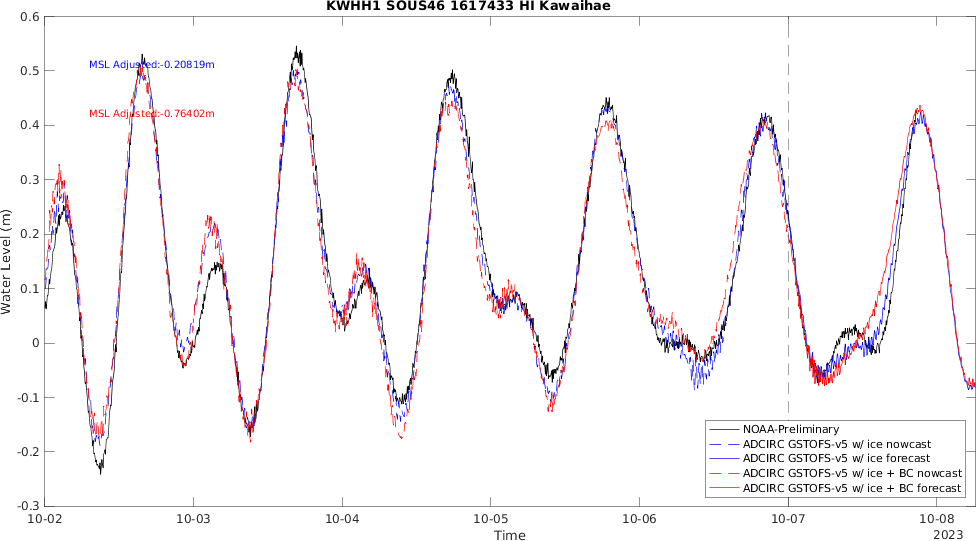 KWHH1 SOUS46 1617433 HI Kawaihae
0.6
0.5
0.4
0.3
0.2
0.1
0
-0.1
-0.2
-0.3
Water Level (m)
MSL Adjusted:-0.20819m
MSL Adjusted:-0.76402m
NOAA-Preliminary
ADCIRC GSTOFS-v5 w/ ice nowcast
ADCIRC GSTOFS-v5 w/ ice forecast
ADCIRC GSTOFS-v5 w/ ice + BC nowcast
ADCIRC GSTOFS-v5 w/ ice + BC forecast
10-02 10-03 10-04 10-05 10-06 10-07 10-08
Time
2023